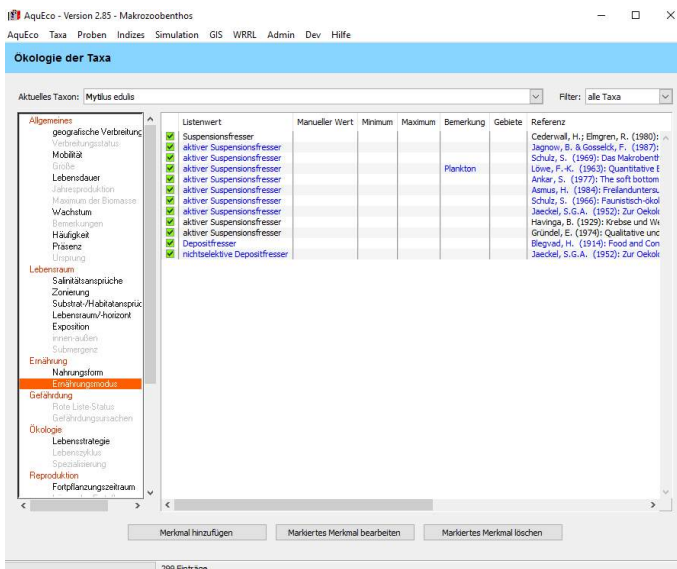 AquEco - Version 2.85 - Makrozoobenthos
AquEco Taxa Proben Indizes Simulation GIS WRRL Admin Dev Hilfe
Ökologie der Taxa
Aktuelles Taxon: Mytilus edulis Filter: alle Taxa
Allgemeines
geografische Verbreitung
Verbreitungsstatus
Mobilität
Größe
Lebensdauer
Jahresproduktion
Maximum der Biomasse
Wachstum
Bemerkungen
Häufigkeit
Präsenz
Ursprung
Lebensraum
Salinitätsansprüche
Zonierung
Substrat-/Habitatansprüc
Lebensraum/-horizont
Exposition
innen-außen
Submergenz
Ernährung
Nahrungsform
Ernährungsmodus
Gefährdung
Rote Liste-Status
Gefährdungsursachen
Ökologie
Lebensstrategie
Lebenszyklus
Spezialisierung
Reproduktion
Fortpflanzungszeitraum
Listenwert Manueller Wert Minimum Maximum Bemerkung Gebiete Referenz
Suspensionsfresser Cederwall, H.; Elmgren, R. (1980):
aktiver Suspensionsfresser Jagnow, B. & Gosselck, F. (1987):
aktiver Suspensionsfresser Schulz, S. (1969): Das Makrobenth
aktiver Suspensionsfresser Plankton Löwe, F.-K. (1963): Quantitative B
aktiver Suspensionsfresser Ankar, S. (1977): The soft bottom
aktiver Suspensionsfresser Asmus, H. (1984): Freilanduntersu
aktiver Suspensionsfresser Schulz, S. (1966): Faunistisch-ökol
aktiver Suspensionsfresser Jaeckel, S.G.A. (1952): Zur Oekolo
aktiver Suspensionsfresser Havinga, B. (1929): Krebse und We
aktiver Suspensionsfresser Gründel, E. (1974): Qualitative und
Depositfresser Blegvad, H. (1914): Food and Con
nichtselektive Depositfresser Jaeckel, S.G.A. (1952): Zur Oekolo
Merkmal hinzufügen Markiertes Merkmal bearbeiten Markiertes Merkmal löschen
299 Einträge